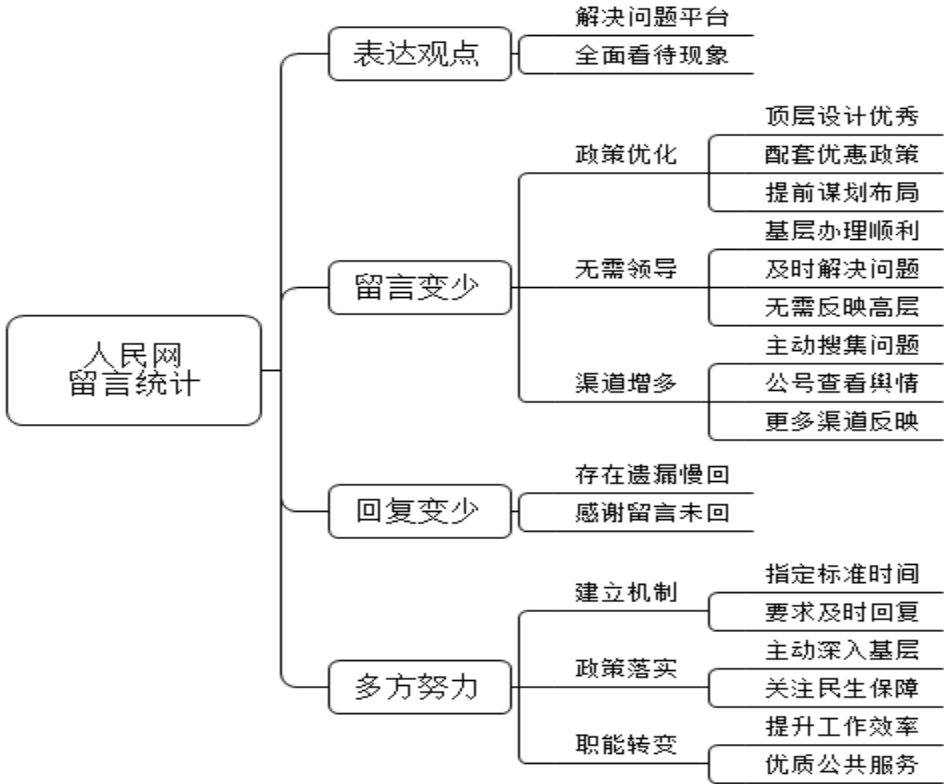 人民网
留言统计
表达观点
解决问题平台
全面看待现象
留言变少
政策优化
顶层设计优秀
配套优惠政策
提前谋划布局
无需领导
基层办理顺利
及时解决问题
无需反映高层
渠道增多
主动搜集问题
公号查看舆情
更多渠道反映
回复变少
存在遗漏慢回
感谢留言未回
多方努力
建立机制
指定标准时间
要求及时回复
政策落实
主动深入基层
关注民生保障
职能转变
提升工作效率
优质公共服务